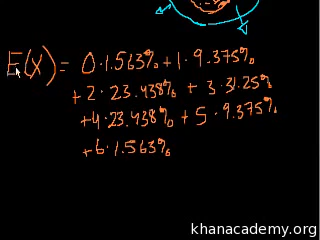 E(X) = 0·1.563% + 1·9.375%
+ 2·23.438% + 3·31.25%
+4·23.438% + 5·9.375%
+6·1.563%
khanacademy.org